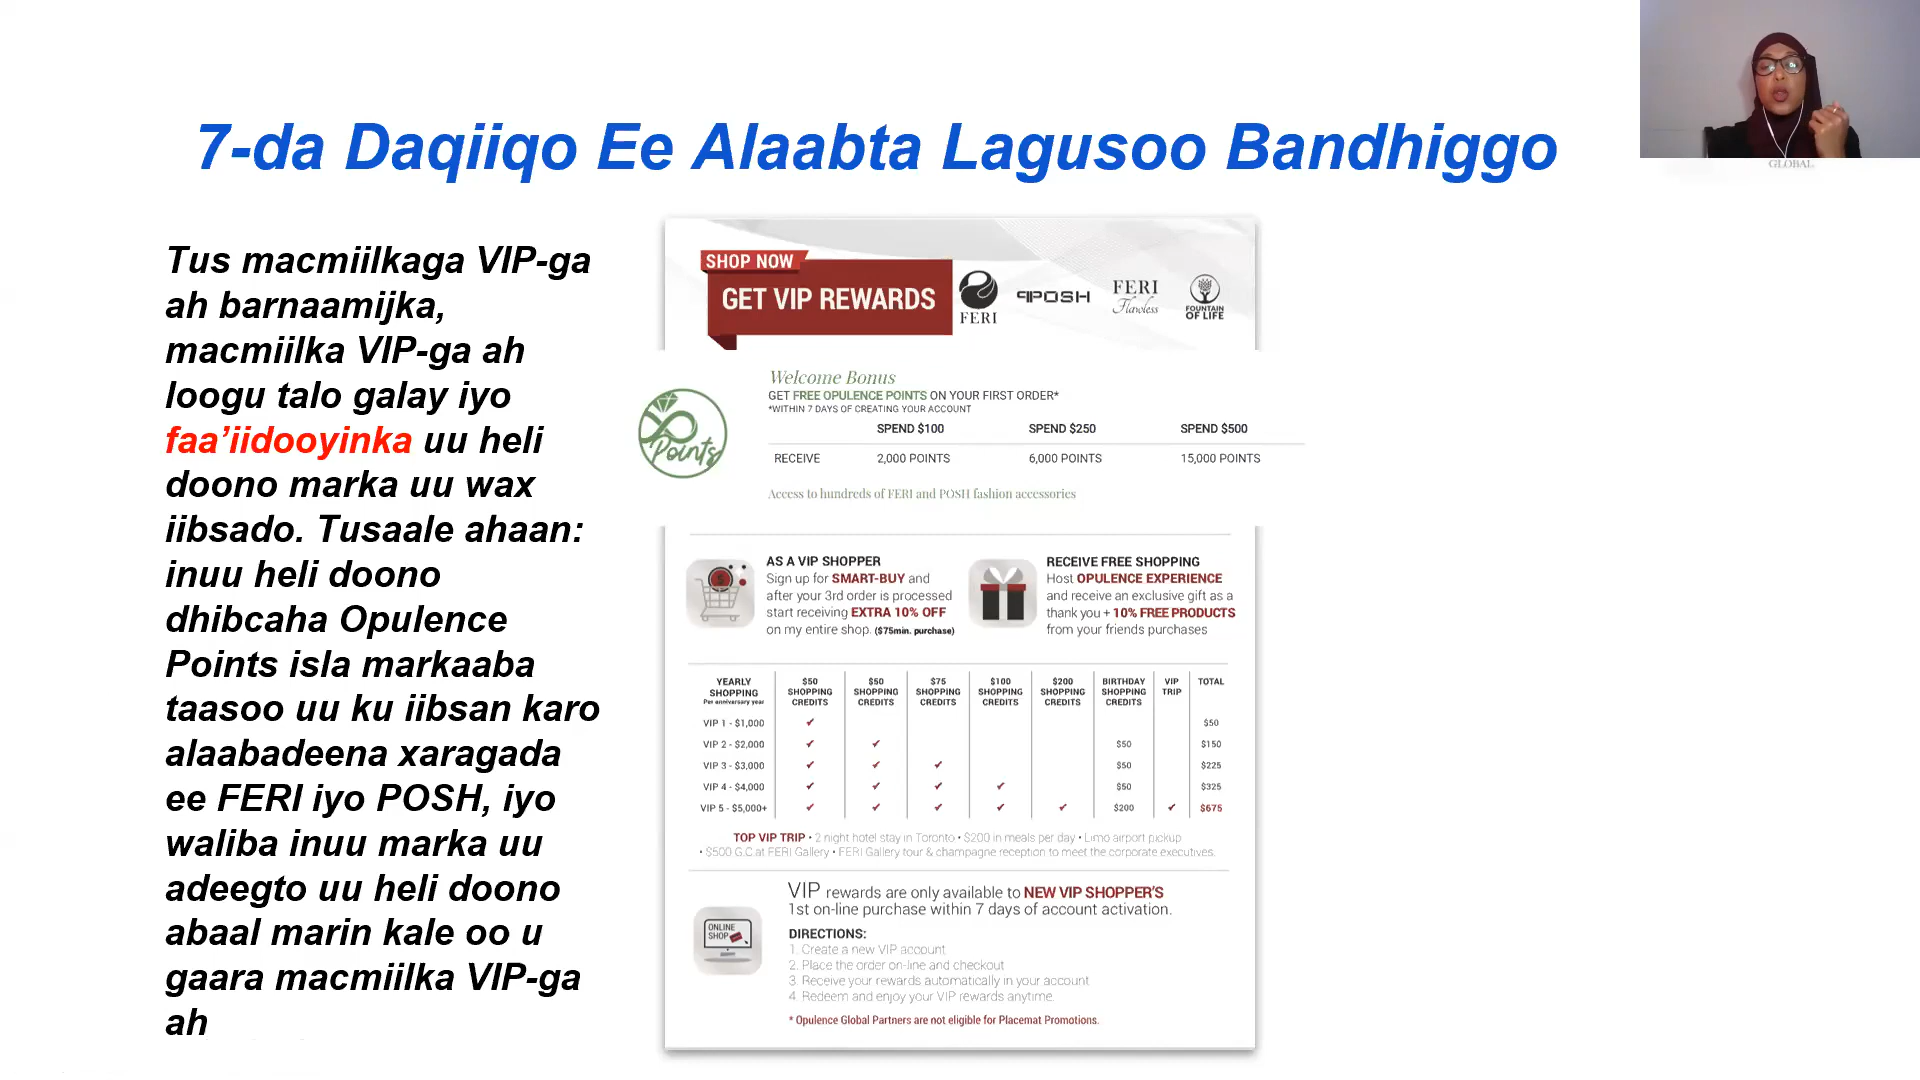 7-da Daqiiqo Ee Alaabta Lagusoo Bandhiggo
GLOBAL
Tus macmiilkaga VIP-ga
ah barnaamijka,
macmiilka VIP-ga ah
loogu talo galay iyo
faa’iidooyinka uu heli
doono marka uu wax
iibsado. Tusaale ahaan:
inuu heli doono
dhibcaha Opulence
Points isla markaaba
taasoo uu ku iibsan karo
alaabadeena xaragada
ee FERI iyo POSH, iyo
waliba inuu marka uu
adeegto uu heli doono
abaal marin kale oo u
gaara macmiilka VIP-ga
ah
SHOP NOW
GET VIP REWARDS
FERI
POSH
FERI
Flawless
FOUNTAIN
OF LIFE
Points
Welcome Bonus
GET FREE OPULENCE POINTS ON YOUR FIRST ORDER*
*WITHIN 7 DAYS OF CREATING YOUR ACCOUNT
SPEND $100 SPEND $250 SPEND $500
RECEIVE 2,000 POINTS 6,000 POINTS 15,000 POINTS
Access to hundreds of FERI and POSH fashion accessories
AS A VIP SHOPPER
Sign up for SMART-BUY and
after your 3rd order is processed
start receiving EXTRA 10% OFF
on my entire shop. ($75min. purchase)
RECEIVE FREE SHOPPING
Host OPULENCE EXPERIENCE
and receive an exclusive gift as a
thank you + 10% FREE PRODUCTS
from your friends purchases
YEARLY SHOPPING Per anniversary year $50 SHOPPING CREDITS $50 SHOPPING CREDITS $75 SHOPPING CREDITS $100 SHOPPING CREDITS $200 SHOPPING CREDITS BIRTHDAY SHOPPING CREDITS VIP TRIP TOTAL
VIP 1 - $1,000 ✓ $50
VIP 2 - $2,000 ✓ ✓ $50 $150
VIP 3 - $3,000 ✓ ✓ ✓ $50 $225
VIP 4 - $4,000 ✓ ✓ ✓ ✓ $50 $325
VIP 5 - $5,000+ ✓ ✓ ✓ ✓ ✓ $200 ✓ $675
TOP VIP TRIP • 2 night hotel stay in Toronto • $200 in meals per day • Limo airport pickup
• $500 G.C.at FERI Gallery • FERI Gallery tour & champagne reception to meet the corporate executives.
ONLINE
SHOP
VIP rewards are only available to NEW VIP SHOPPER'S
1st on-line purchase within 7 days of account activation.
DIRECTIONS:
1. Create a new VIP account
2. Place the order on-line and checkout
3. Receive your rewards automatically in your account
4. Redeem and enjoy your VIP rewards anytime.
* Opulence Global Partners are not eligible for Placemat Promotions.